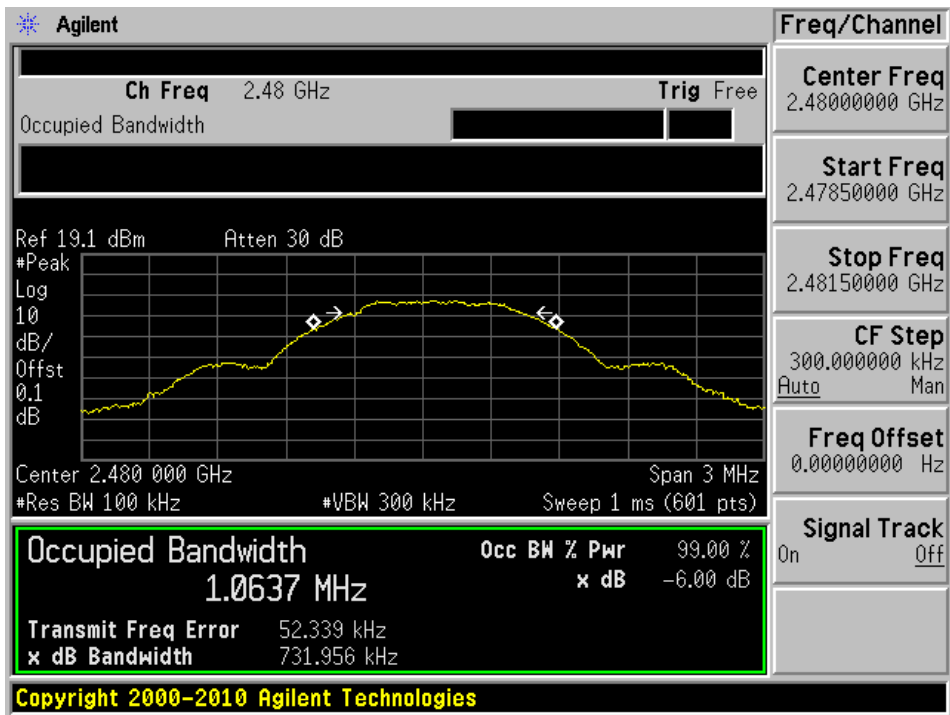 Agilent
Ch Freq 2.48 GHz Trig Free
Occupied Bandwidth
Ref 19.1 dBm Atten 30 dB
#Peak
Log
10
dB/
Offst
0.1
dB
Center 2.480 000 GHz Span 3 MHz
#Res BW 100 kHz #VBW 300 kHz Sweep 1 ms (601 pts)
Occupied Bandwidth
1.0637 MHz
Occ BW % Pwr 99.00 %
x dB -6.00 dB
Transmit Freq Error 52.339 kHz
x dB Bandwidth 731.956 kHz
Copyright 2000-2010 Agilent Technologies
Freq/Channel
Center Freq
2.48000000 GHz
Start Freq
2.47850000 GHz
Stop Freq
2.48150000 GHz
CF Step
300.000000 kHz
Auto Man
Freq Offset
0.00000000 Hz
Signal Track
On Off